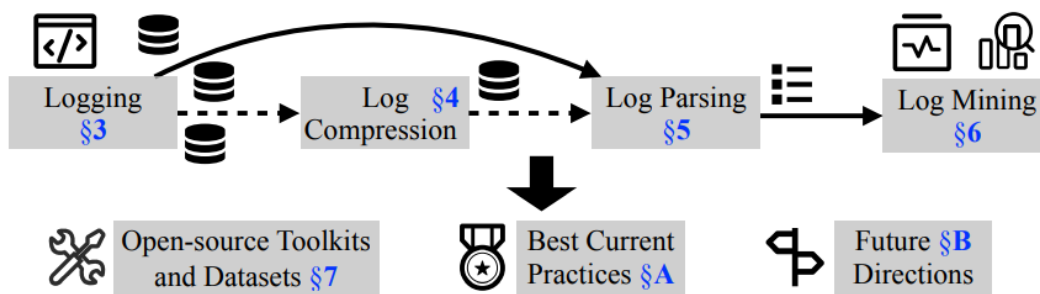 </>
Logging
§3
Log §4
Compression
Log Parsing
§5
Log Mining
§6
Open-source Toolkits
and Datasets §7
Best Current
Practices §A
Future §B
Directions